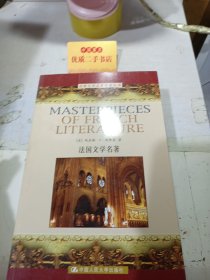 优质二手书店
MASTERPIECES
OF FRENCH
LITERATURE
法国文学名著
中国人民大学出版社